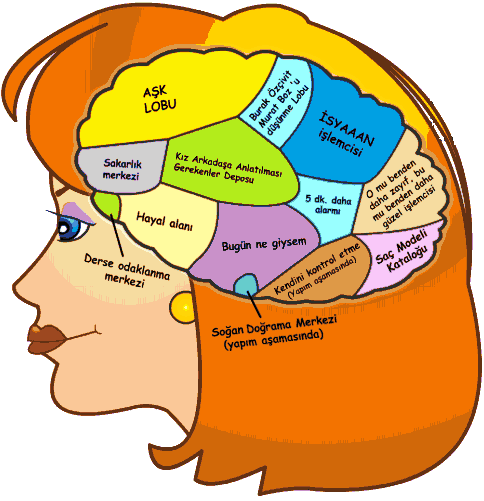 AŞK
LOBU
Burak Özçivit
Murat Boz 'u
düşünme Lobu
İSYAAAN
işlemcisi
Sakarlık
merkezi
Kız Arkadaşa Anlatılması
Gerekenler Deposu
O mu benden
daha zayıf, bu
mu benden daha
güzel işlemcisi
5 dk. daha
alarmı
Hayal alanı
Bugün ne giysem
Derse odaklanma
merkezi
Kendini kontrol etme
(Yapım aşamasında)
Saç Modeli
Kataloğu
Soğan Doğrama Merkezi
(yapım aşamasında)